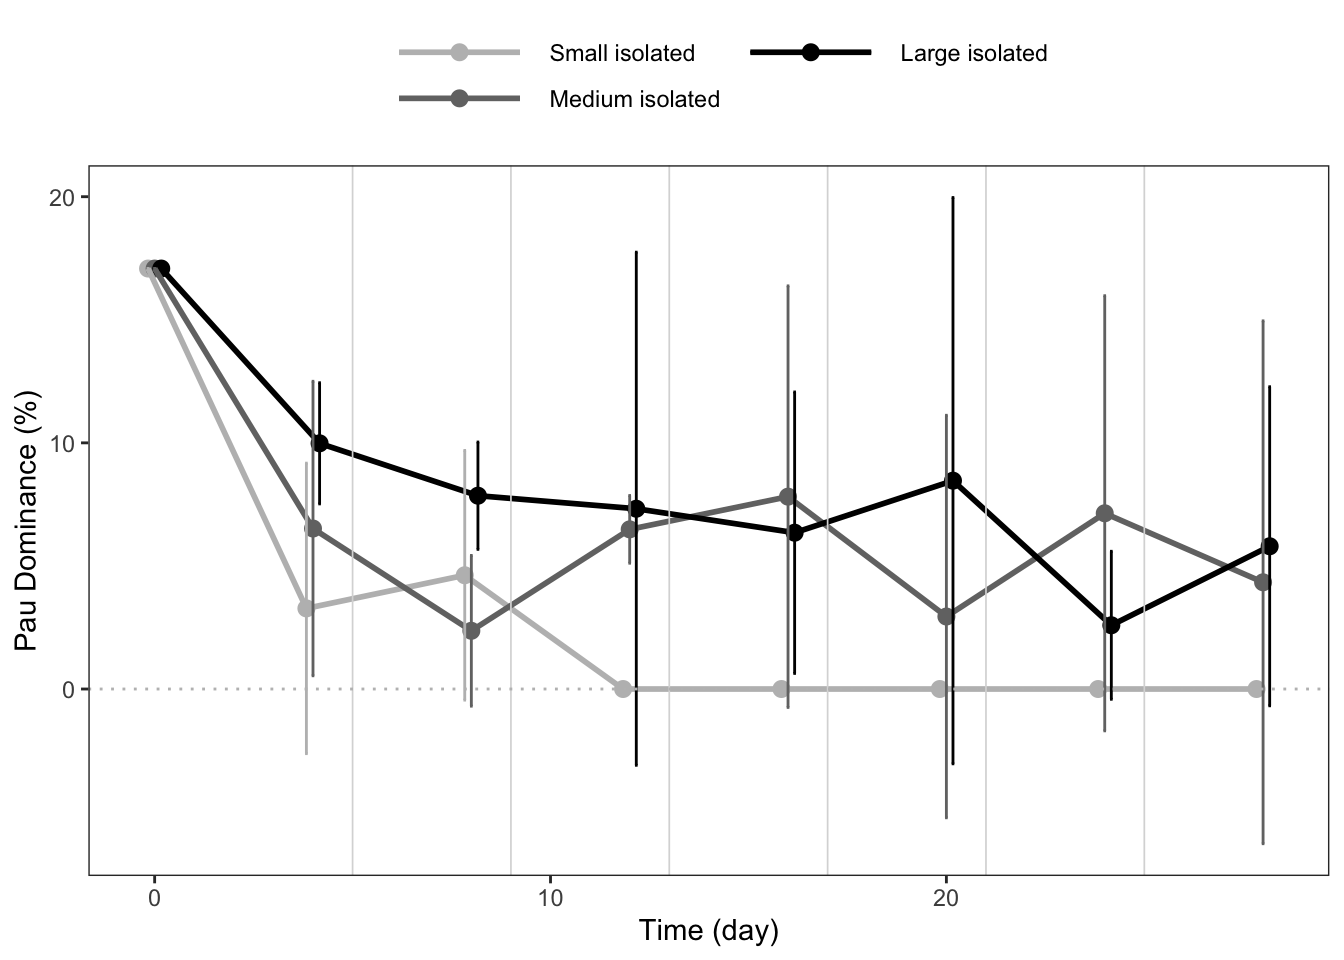 Small isolated
Large isolated
Medium isolated
20
10
0
Pau Dominance (%)
0
10
20
Time (day)